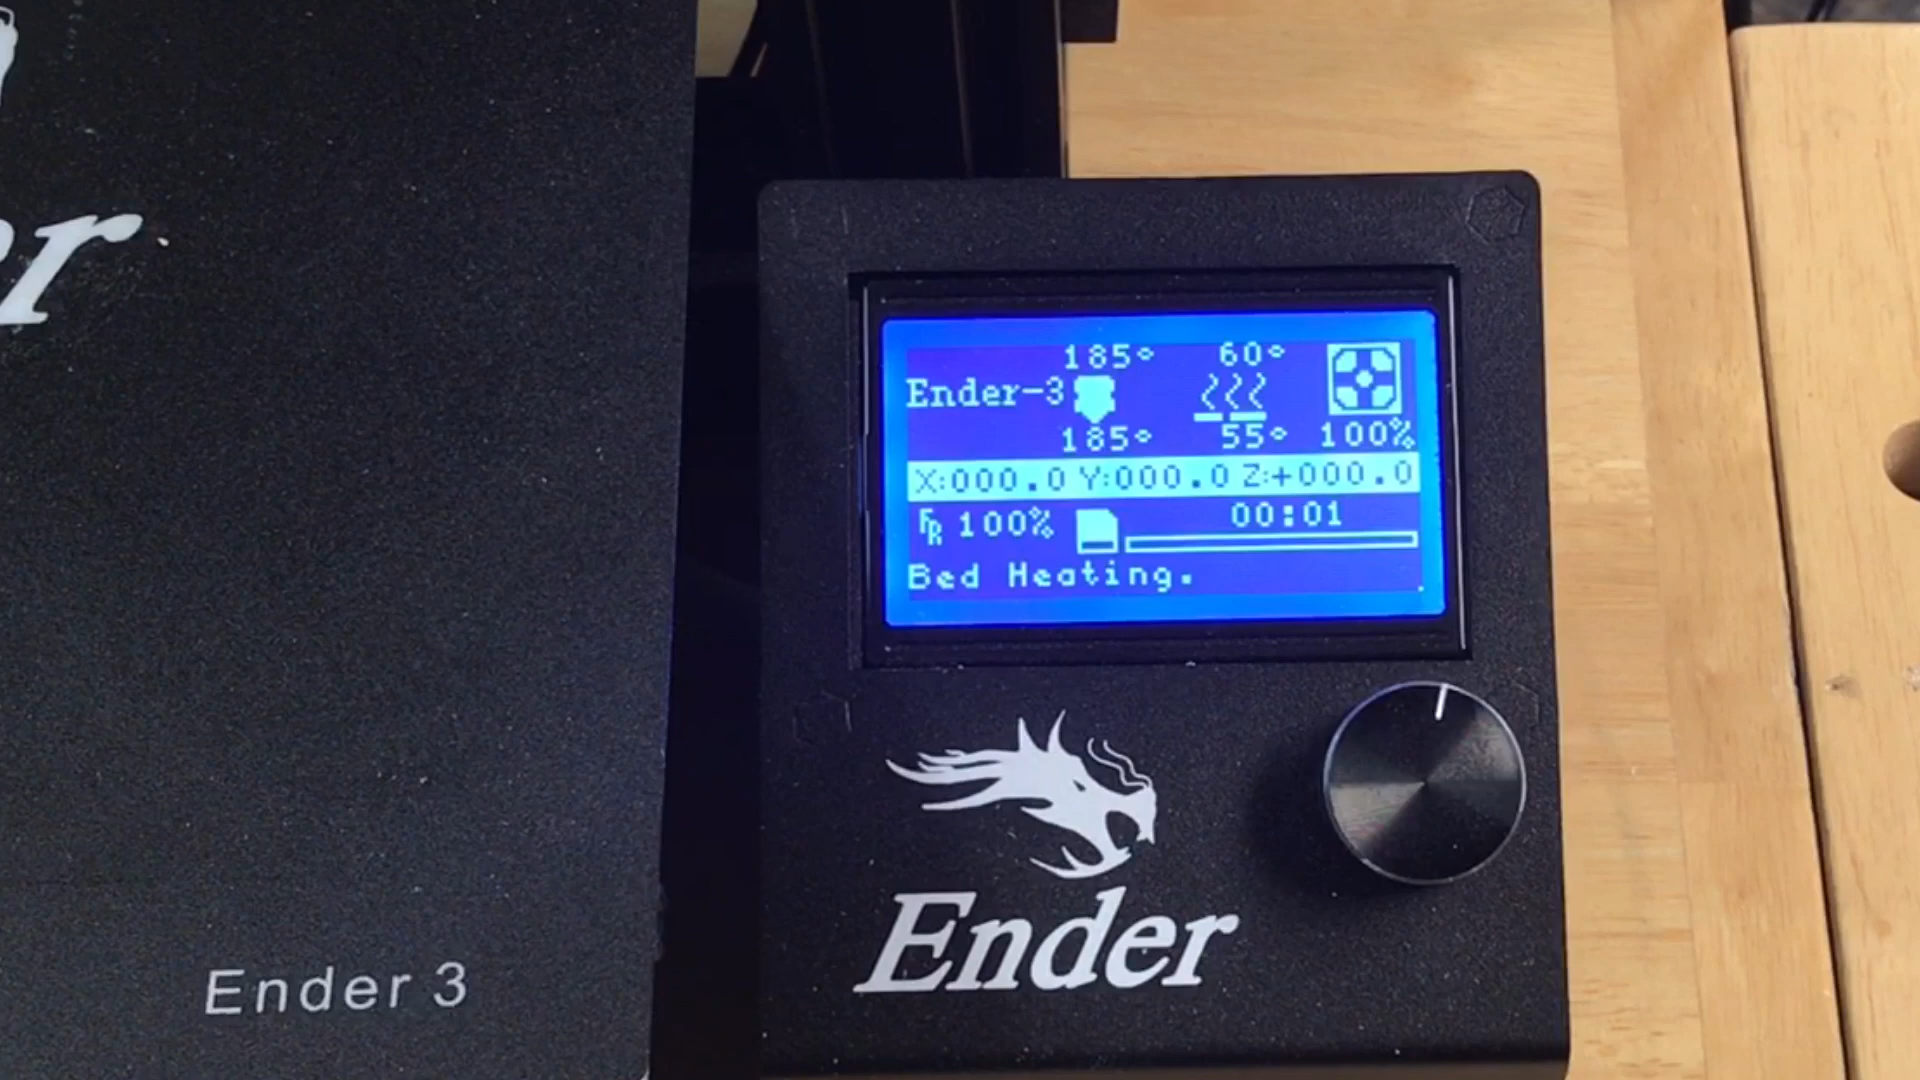 er
Ender 3
185° 60°
Ender-3
185° 55° 100%
X:000.0 Y:000.0 Z:+000.0
FR 100% 00:01
Bed Heating.
Ender